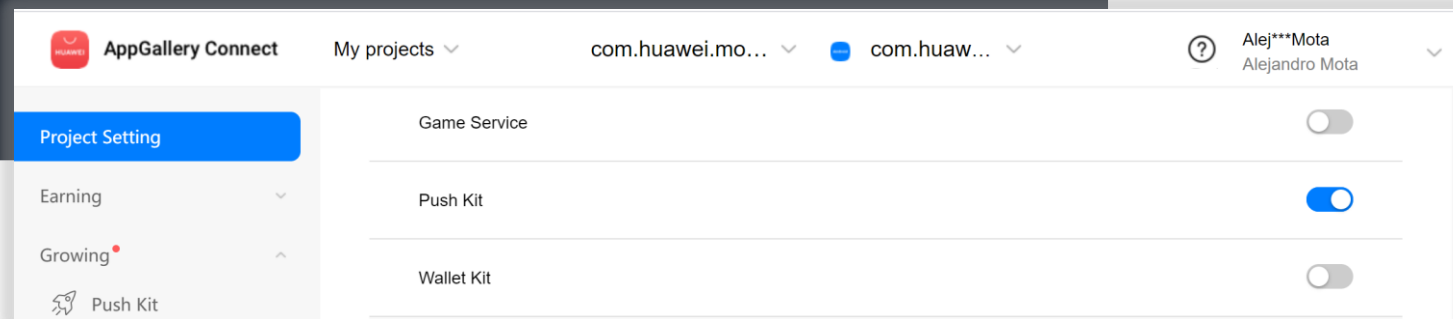 HUAWEI
AppGallery Connect
My projects
com.huawei.mo...
com.huaw...
?
Alej***Mota
Alejandro Mota
Project Setting
Earning
Growing
Push Kit
Game Service
Push Kit
Wallet Kit